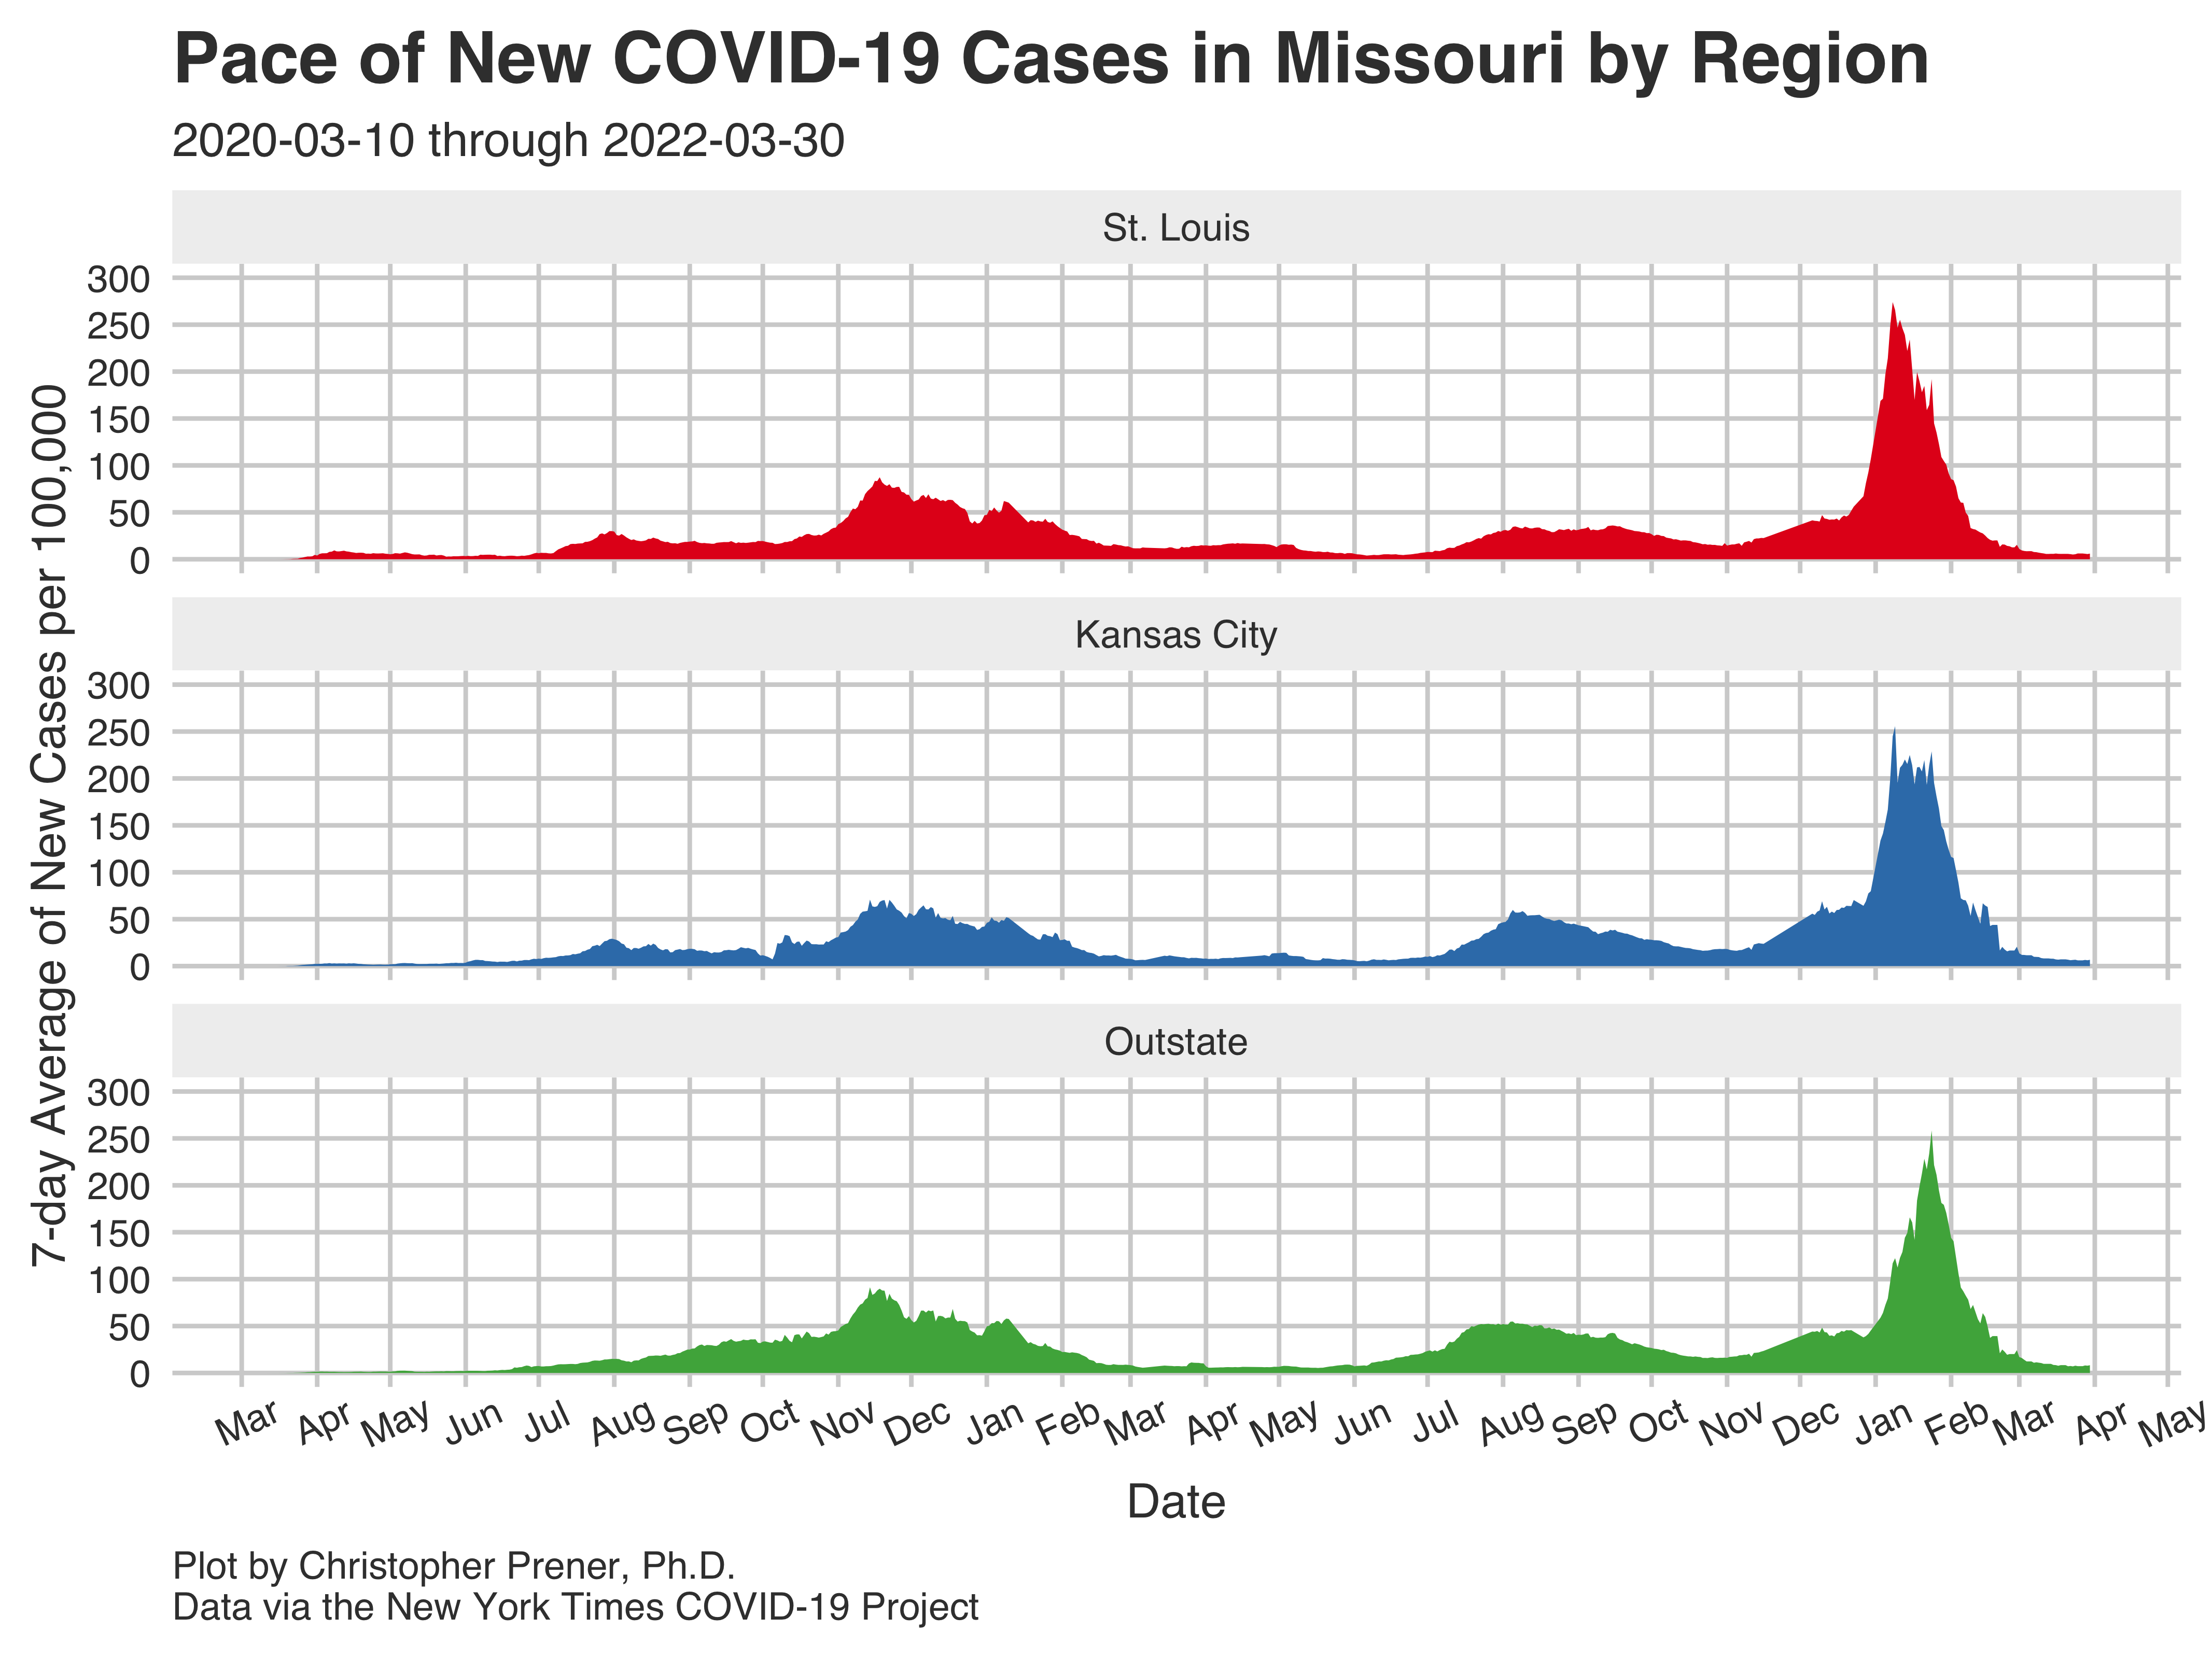 Pace of New COVID-19 Cases in Missouri by Region
2020-03-10 through 2022-03-30
7-day Average of New Cases per 100,000
St. Louis
300
250
200
150
100
50
0
Kansas City
300
250
200
150
100
50
0
Outstate
300
250
200
150
100
50
0
Mar Apr May Jun Jul Aug Sep Oct Nov Dec Jan Feb Mar Apr May Jun Jul Aug Sep Oct Nov Dec Jan Feb Mar Apr May
Date
Plot by Christopher Prener, Ph.D.
Data via the New York Times COVID-19 Project